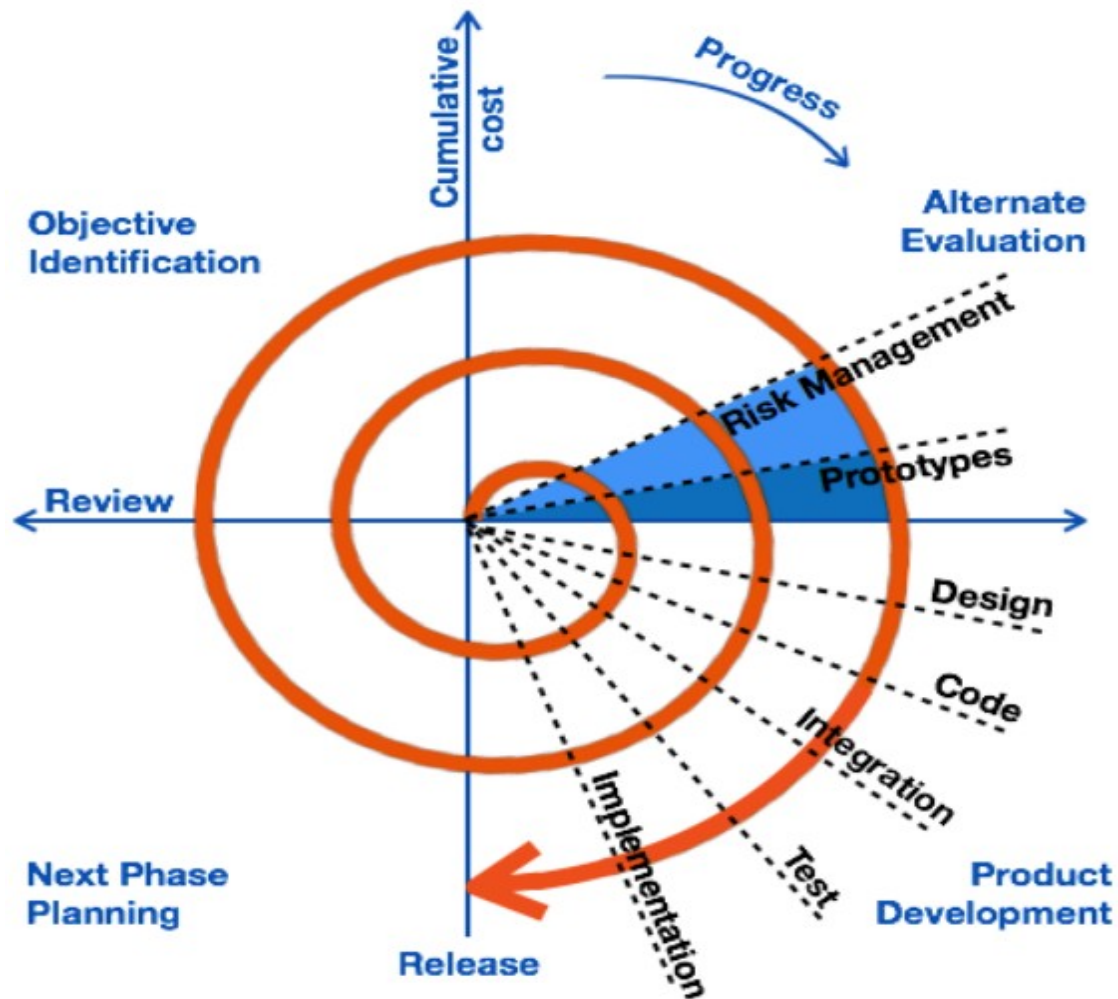 Cumulative
cost
Progress
Objective
Identification
Alternate
Evaluation
Risk Management
Prototypes
Review
Design
Code
Integration
Test
Implementation
Next Phase
Planning
Product
Development
Release